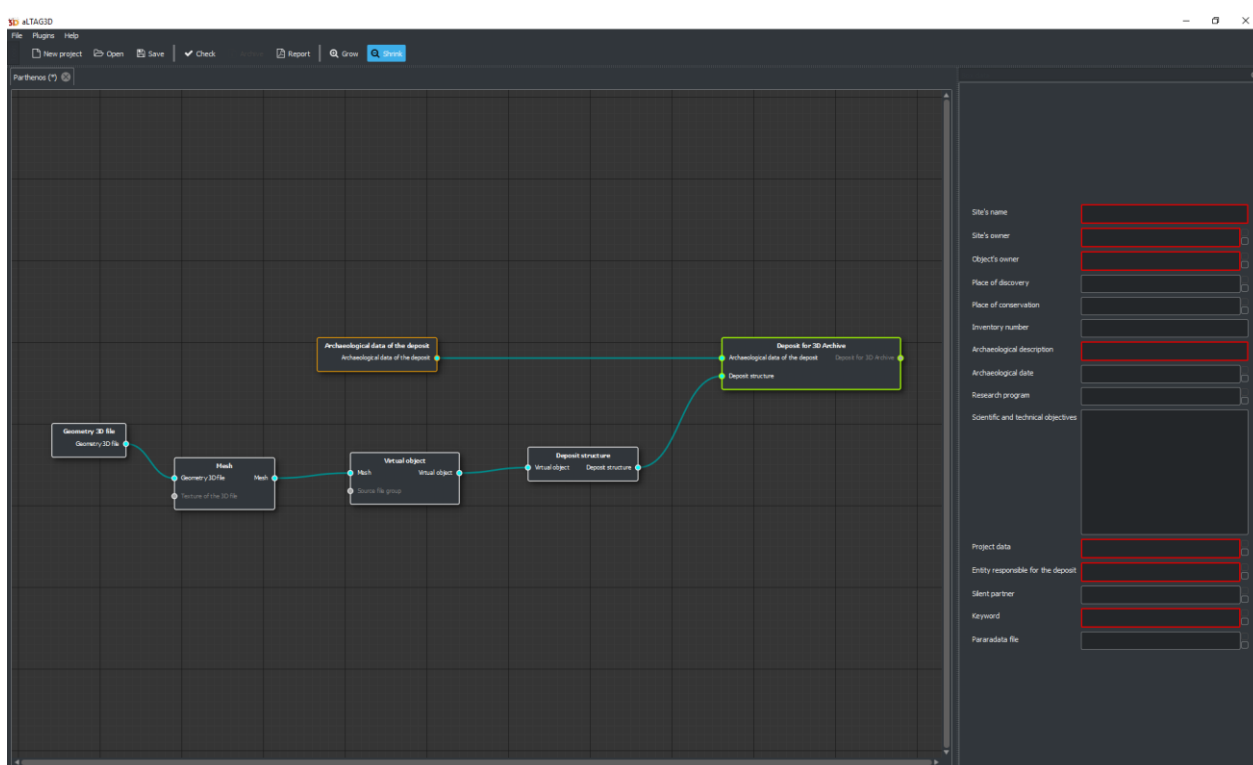 aLTAG3D
File Plugins Help
New project Open Save Check Report Grow Shrink
Parthenos (*)
Archaeological data of the deposit
Archaeological data of the deposit
Deposit for 3D Archive
Archaeological data of the deposit Deposit for 3D Archive
Deposit structure
Geometry 3D file
Geometry 3D file
Mesh
Geometry 3D file Mesh
Texture of the 3D file
Virtual object
Mesh Virtual object
Source file group
Deposit structure
Virtual object Deposit structure
Site's name
Site's owner
Object's owner
Place of discovery
Place of conservation
Inventory number
Archaeological description
Archaeological date
Research program
Scientific and technical objectives
Project data
Entity responsible for the deposit
Silent partner
Keyword
Pararadata file